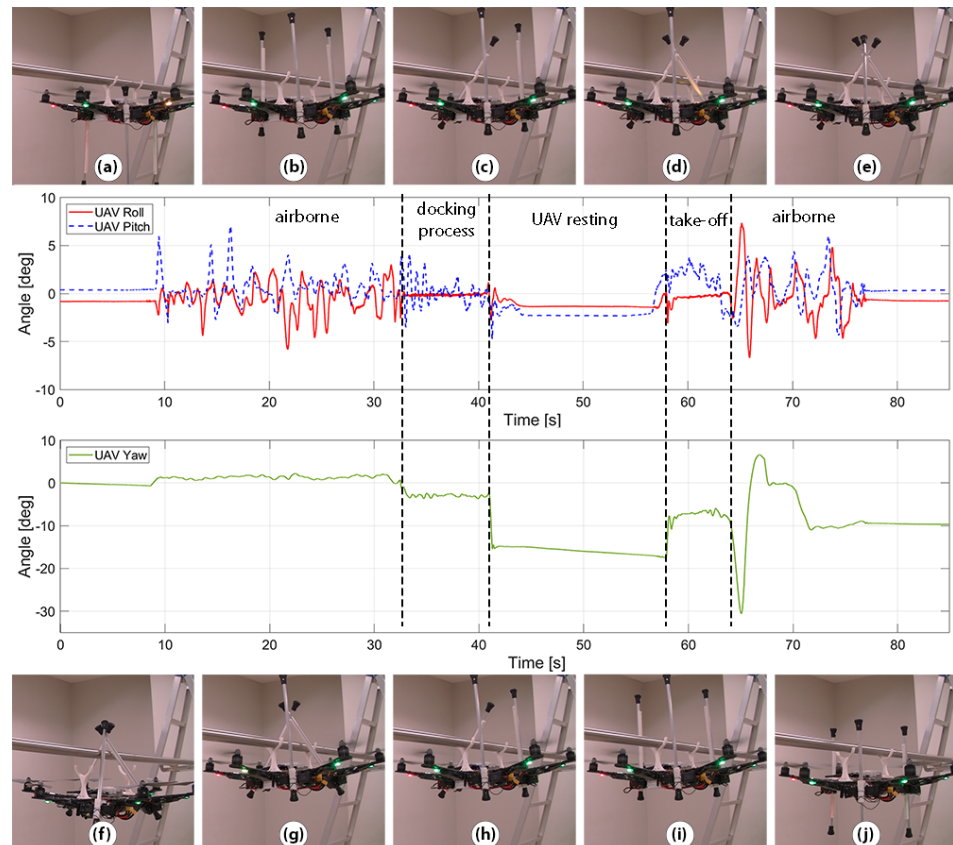 (a) (b) (c) (d) (e)
10
5
0
-5
-10
Angle [deg]
UAV Roll
UAV Pitch
airborne
docking
process
UAV resting
take-off
airborne
0 10 20 30 40 50 60 70 80
Time [s]
10
0
-10
-20
-30
Angle [deg]
UAV Yaw
0 10 20 30 40 50 60 70 80
Time [s]
(f) (g) (h) (i) (j)